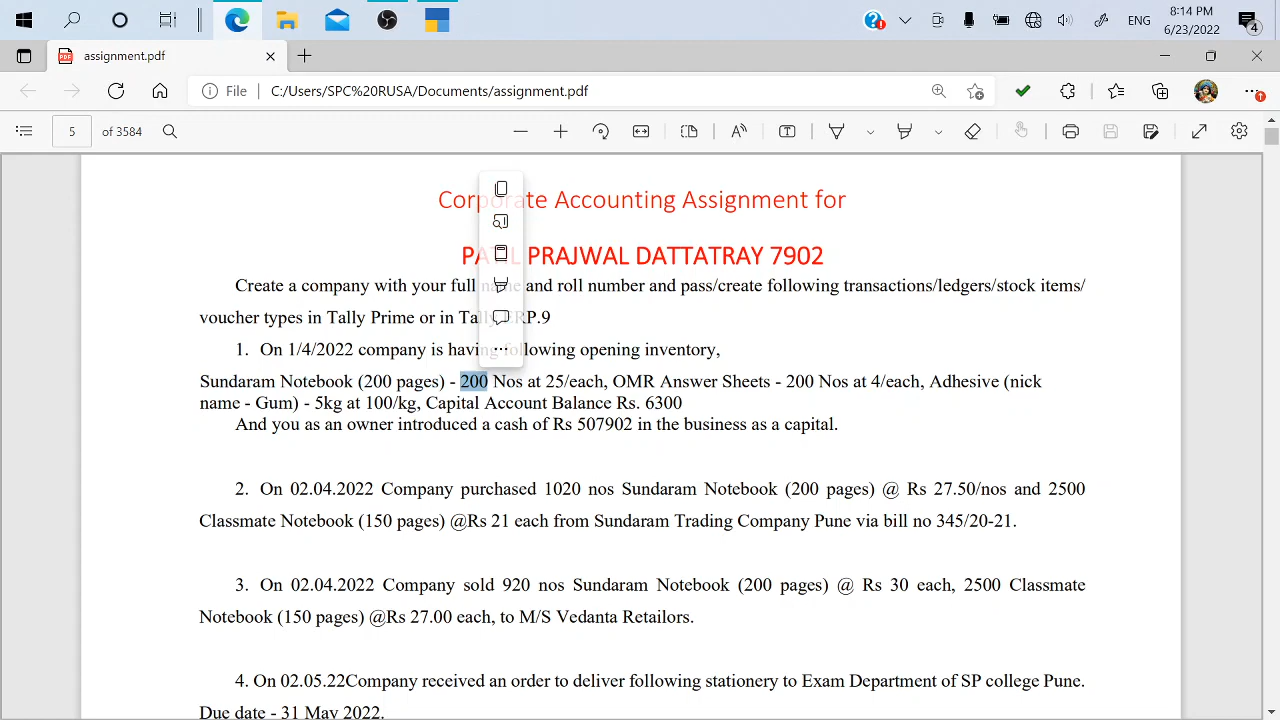 8:14 PM
ENG
6/23/2022
4
assignment.pdf
File
C:/Users/SPC%20RUSA/Documents/assignment.pdf
5 of 3584
Corporate Accounting Assignment for
PRAJWAL DATTATRAY 7902
Create a company with your full name and roll number and pass/create following transactions/ledgers/stock items/
voucher types in Tally Prime or in Tally ERP.9
1. On 1/4/2022 company is having following opening inventory,
Sundaram Notebook (200 pages) - 200 Nos at 25/each, OMR Answer Sheets - 200 Nos at 4/each, Adhesive (nick
name - Gum) - 5kg at 100/kg, Capital Account Balance Rs. 6300
And you as an owner introduced a cash of Rs 507902 in the business as a capital.
2. On 02.04.2022 Company purchased 1020 nos Sundaram Notebook (200 pages) @ Rs 27.50/nos and 2500
Classmate Notebook (150 pages) @Rs 21 each from Sundaram Trading Company Pune via bill no 345/20-21.
3. On 02.04.2022 Company sold 920 nos Sundaram Notebook (200 pages) @ Rs 30 each, 2500 Classmate
Notebook (150 pages) @Rs 27.00 each, to M/S Vedanta Retailors.
4. On 02.05.22Company received an order to deliver following stationery to Exam Department of SP college Pune.
Due date - 31 May 2022.